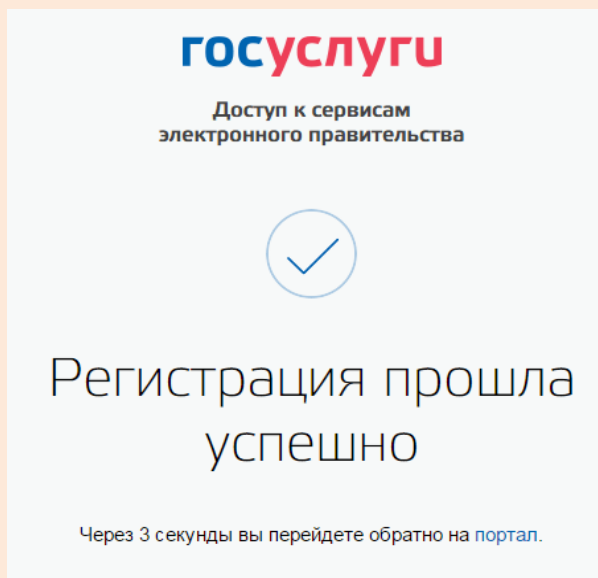 госуслуги
Доступ к сервисам
электронного правительства
Регистрация прошла
успешно
Через 3 секунды вы перейдете обратно на портал.